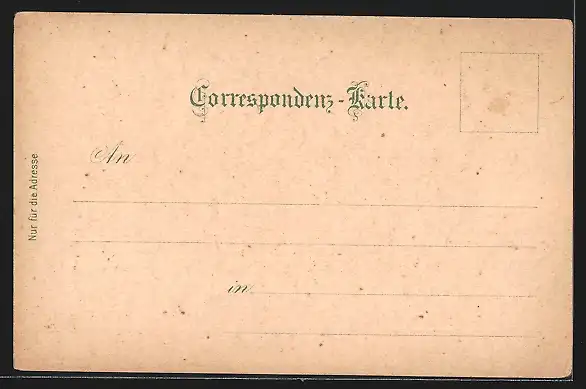 Correspondenz-Karte.
An
in
Nur für die Adresse